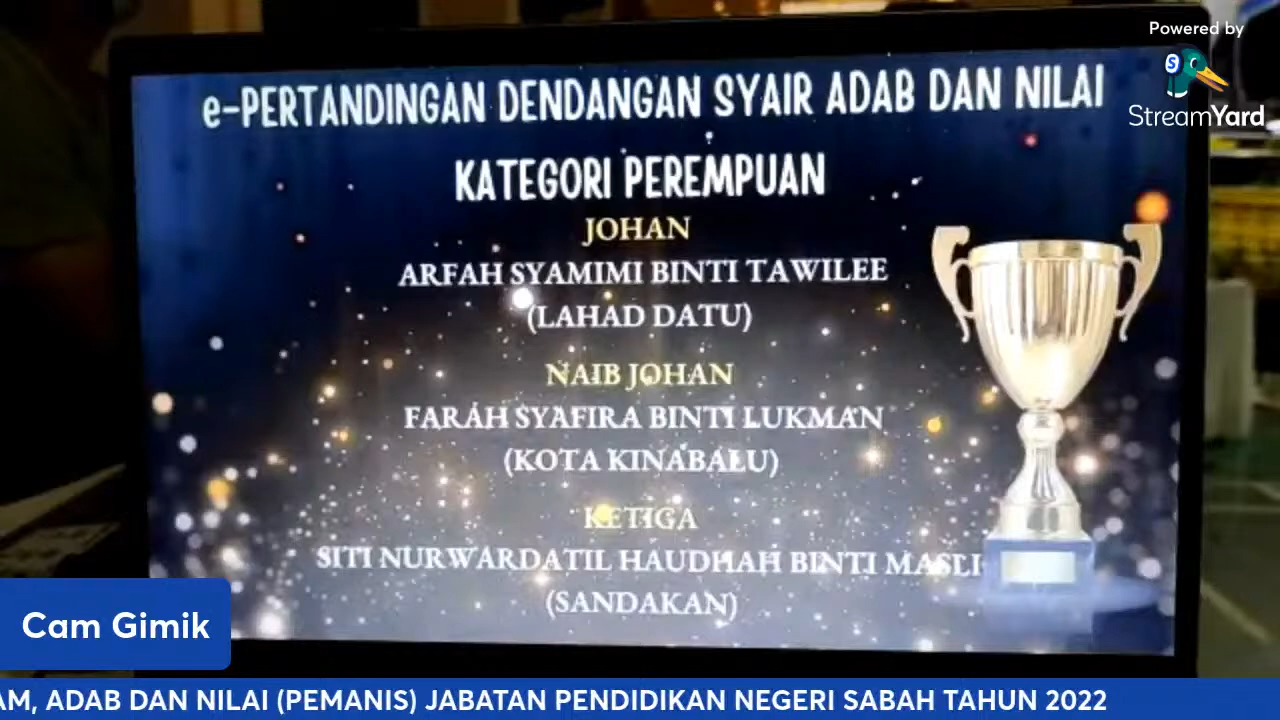 Powered by
StreamYard
e-PERTANDINGAN DENDANGAN SYAIR ADAB DAN NILAI
KATEGORI PEREMPUAN
JOHAN
ARFAH SYAMIMI BINTI TAWILEE
(LAHAD DATU)
NAIB JOHAN
FARAH SYAFIRA BINTI LUKMAN
(KOTA KINABALU)
KETIGA
SITI NURWARDATIL HAUDHAH BINTI MASLI
(SANDAKAN)
Cam Gimik
AM, ADAB DAN NILAI (PEMANIS) JABATAN PENDIDIKAN NEGERI SABAH TAHUN 2022